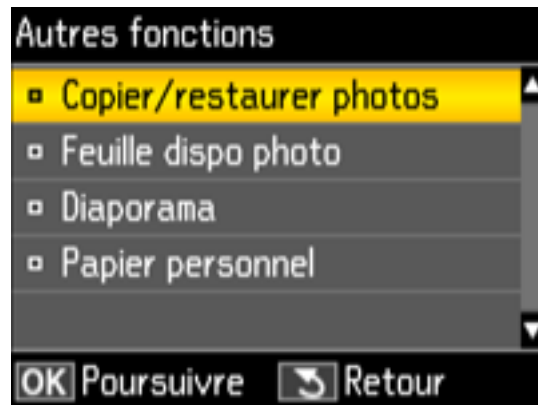 Autres fonctions
Copier/restaurer photos
Feuille dispo photo
Diaporama
Papier personnel
OK Poursuivre Retour